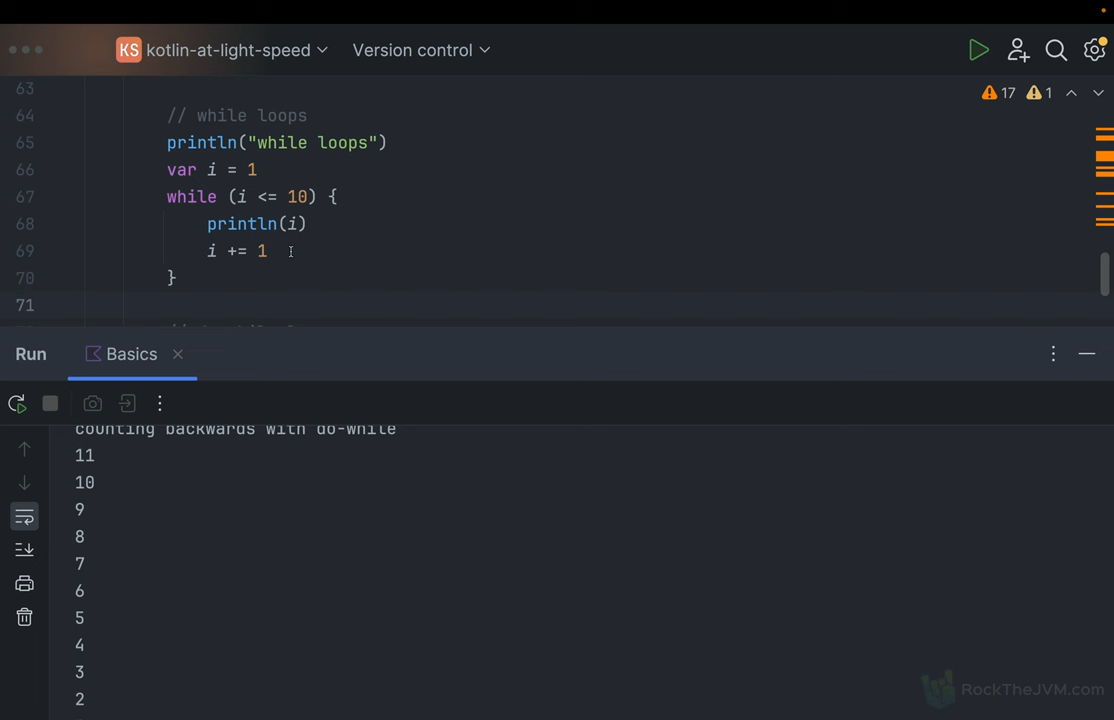 KS kotlin-at-light-speed Version control
63
17 1
64 // while loops
65 println("while loops")
66 var i = 1
67 while (i <= 10) {
68 println(i)
69 i += 1
70 }
71
Run Basics
counting backwards with do-while
11
10
9
8
7
6
5
4
3
2
RockTheJVM.com